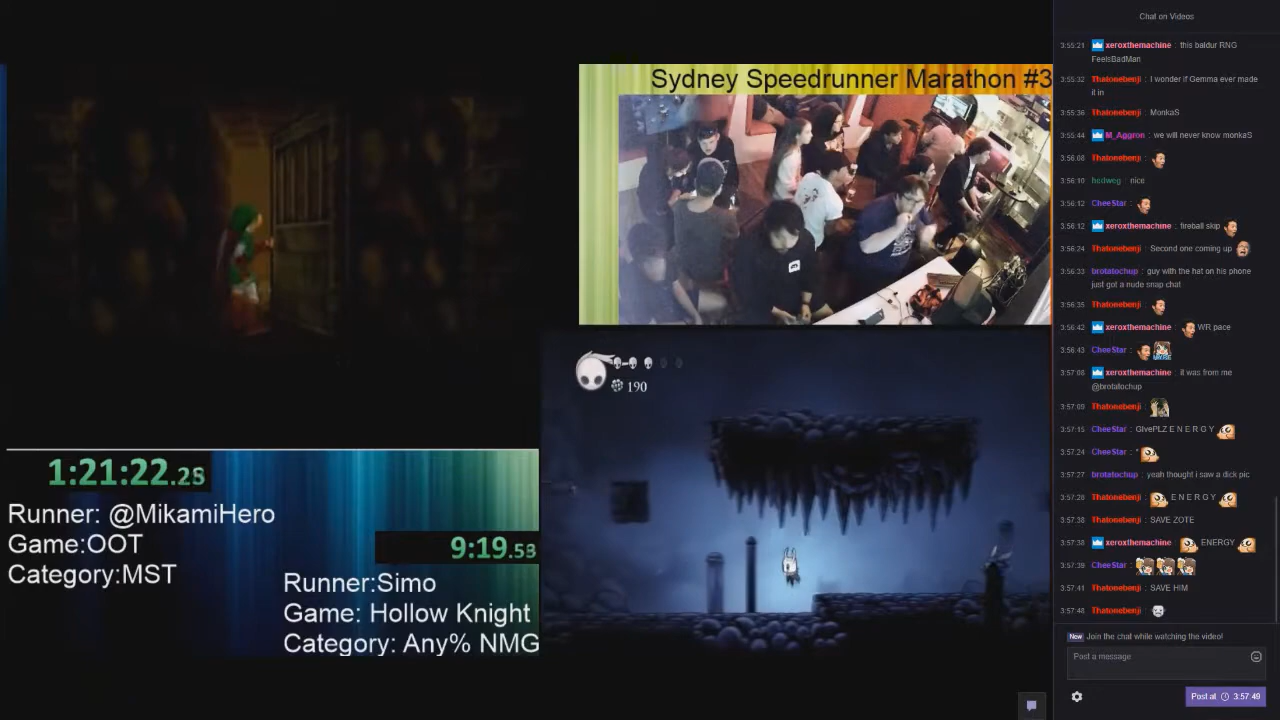 Sydney Speedrunner Marathon #3
190
1:21:22.25
Runner: @MikamiHero
Game:OOT
Category:MST
9:19.53
Runner:Simo
Game: Hollow Knight
Category: Any% NMG
Chat on Videos
3:55:21 xeroxthemachine : this baldur RNG
FeelsBadMan
3:55:32 Thatonebenji : I wonder if Gemma ever made
it in
3:55:36 Thatonebenji : MonkaS
3:55:44 M_Aggron : we will never know monkaS
3:56:08 Thatonebenji :
3:56:10 hedweg : nice
3:56:12 CheeStar :
3:56:12 xeroxthemachine : fireball skip
3:56:24 Thatonebenji : Second one coming up
3:56:33 brotatochup : guy with the hat on his phone
just got a nude snap chat
3:56:35 Thatonebenji :
3:56:42 xeroxthemachine : WR pace
3:56:43 CheeStar :
3:57:08 xeroxthemachine : it was from me
@brotatochup
3:57:09 Thatonebenji :
3:57:15 CheeStar : GivePLZ E N E R G Y
3:57:24 CheeStar : "
3:57:27 brotatochup : yeah thought i saw a dick pic
3:57:28 Thatonebenji : E N E R G Y
3:57:38 Thatonebenji : SAVE ZOTE
3:57:38 xeroxthemachine : ENERGY
3:57:39 CheeStar :
3:57:41 Thatonebenji : SAVE HIM
3:57:48 Thatonebenji :
New Join the chat while watching the video!
Post a message
Post at 3:57:49